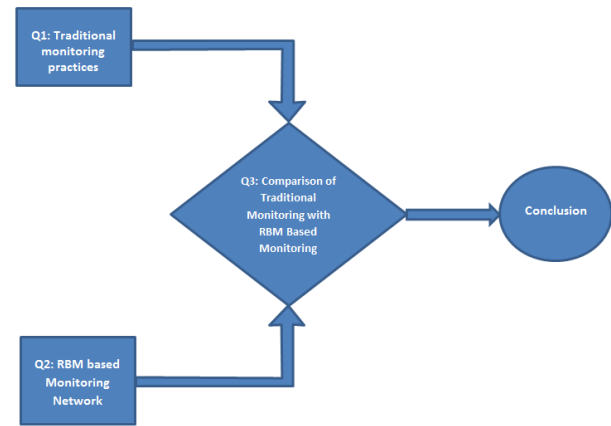 Q1: Traditional
monitoring
practices
Q3: Comparison of
Traditional
Monitoring with
RBM Based
Monitoring
Conclusion
Q2: RBM based
Monitoring
Network